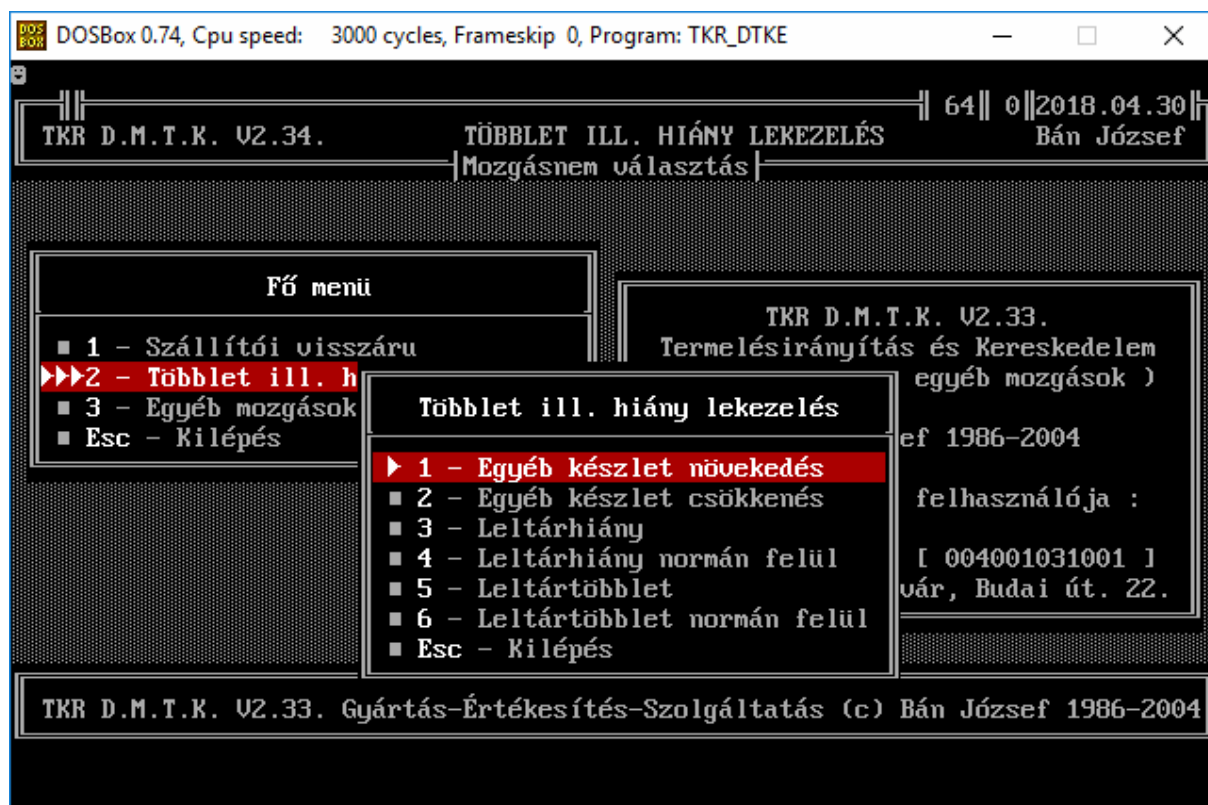 DOSBox 0.74, Cpu speed: 3000 cycles, Frameskip 0, Program: TKR_DTKE
64 0 2018.04.30
TKR D.M.T.K. V2.34. TÖBBLET ILL. HIÁNY LEKEZELÉS Bán József
Mozgásnem választás
Fő menü
1 - Szállítói visszáru
2 - Többlet ill. h
3 - Egyéb mozgások
Esc - Kilépés
TKR D.M.T.K. V2.33.
Termelésirányítás és Kereskedelem
egyéb mozgások )
ef 1986-2004
felhasználója :
[ 004001031001 ]
vár, Budai út. 22.
Többlet ill. hiány lekezelés
1 - Egyéb készlet növekedés
2 - Egyéb készlet csökkenés
3 - Leltárhiány
4 - Leltárhiány normán felül
5 - Leltártöbblet
6 - Leltártöbblet normán felül
Esc - Kilépés
TKR D.M.T.K. V2.33. Gyártás-Értékesítés-Szolgáltatás (c) Bán József 1986-2004